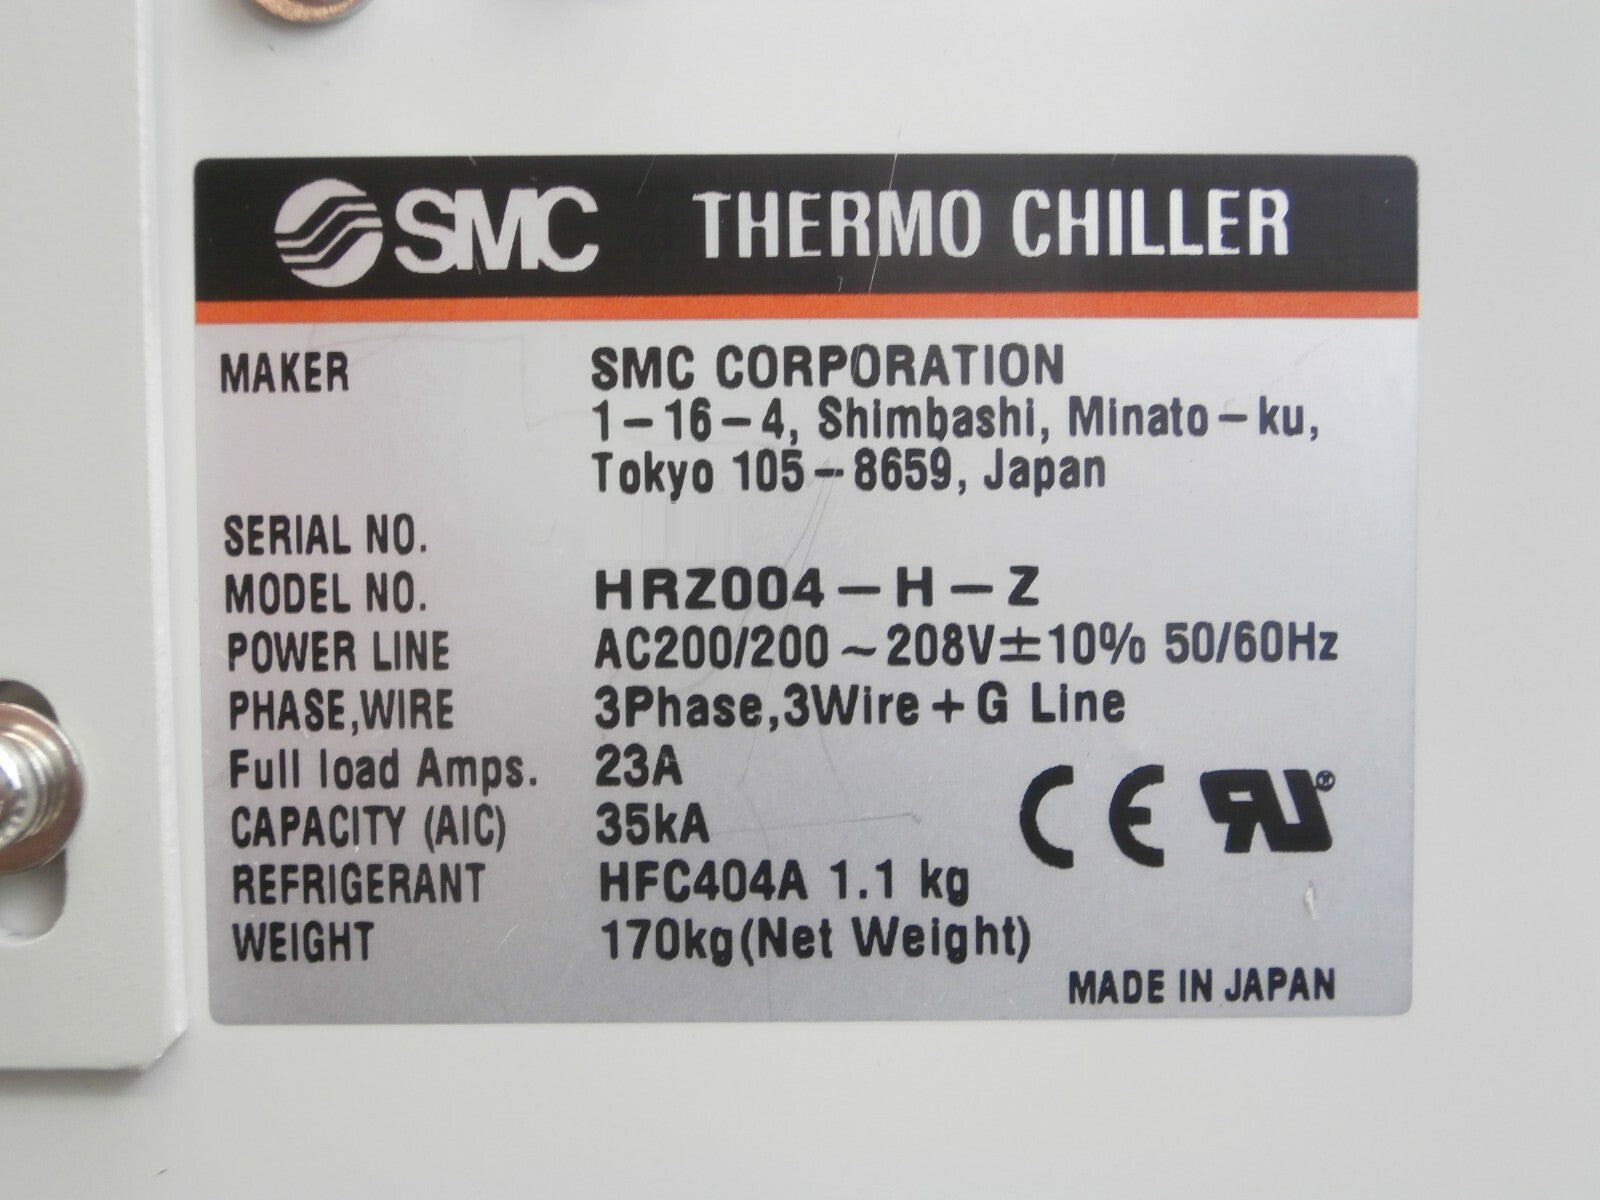 SMC THERMO CHILLER
MAKER SMC CORPORATION
1-16-4, Shimbashi, Minato-ku,
Tokyo 105-8659, Japan
SERIAL NO.
MODEL NO. HRZ004-H-Z
POWER LINE AC200/200~208V±10% 50/60Hz
PHASE,WIRE 3Phase,3Wire+G Line
Full load Amps. 23A
CAPACITY (AIC) 35kA
REFRIGERANT HFC404A 1.1 kg
WEIGHT 170kg(Net Weight)
CE RU®
MADE IN JAPAN